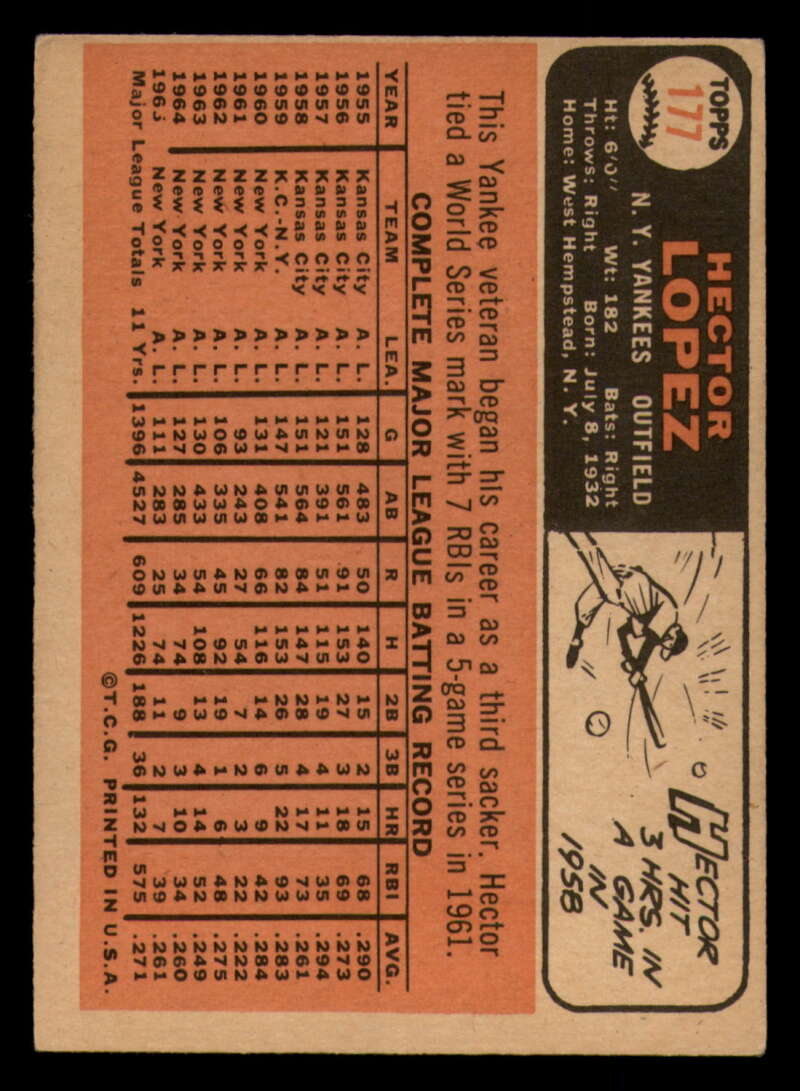 TOPPS
177
HECTOR
LOPEZ
N. Y. YANKEES OUTFIELD
Ht: 6'0" Wt: 182 Bats: Right
Throws: Right Born: July 8, 1932
Home: West Hempstead, N. Y.
HECTOR
HIT
3 HRS. IN
A GAME
IN
1958
This Yankee veteran began his career as a third sacker. Hector
tied a World Series mark with 7 RBIs in a 5-game series in 1961.
COMPLETE MAJOR LEAGUE BATTING RECORD
YEAR TEAM LEA. G AB R H 2B 3B HR RBI AVG.
1955 Kansas City A. L. 128 483 50 140 15 2 15 68 .290
1956 Kansas City A. L. 151 561 91 153 27 3 18 69 .273
1957 Kansas City A. L. 121 391 51 115 19 4 11 35 .294
1958 Kansas City A. L. 151 564 84 147 28 4 17 73 .261
1959 K.C.-N.Y. A. L. 147 541 82 153 26 5 22 93 .283
1960 New York A. L. 131 408 66 116 14 6 9 42 .284
1961 New York A. L. 93 243 27 54 7 2 3 22 .222
1962 New York A. L. 106 335 45 92 19 1 6 48 .275
1963 New York A. L. 130 433 54 108 13 4 14 52 .249
1964 New York A. L. 127 285 34 74 9 3 10 34 .260
1965 New York A. L. 111 283 25 74 11 2 7 39 .261
Major League Totals 11 Yrs. 1396 4527 609 1226 188 36 132 575 .271
©T.C.G. PRINTED IN U.S.A.